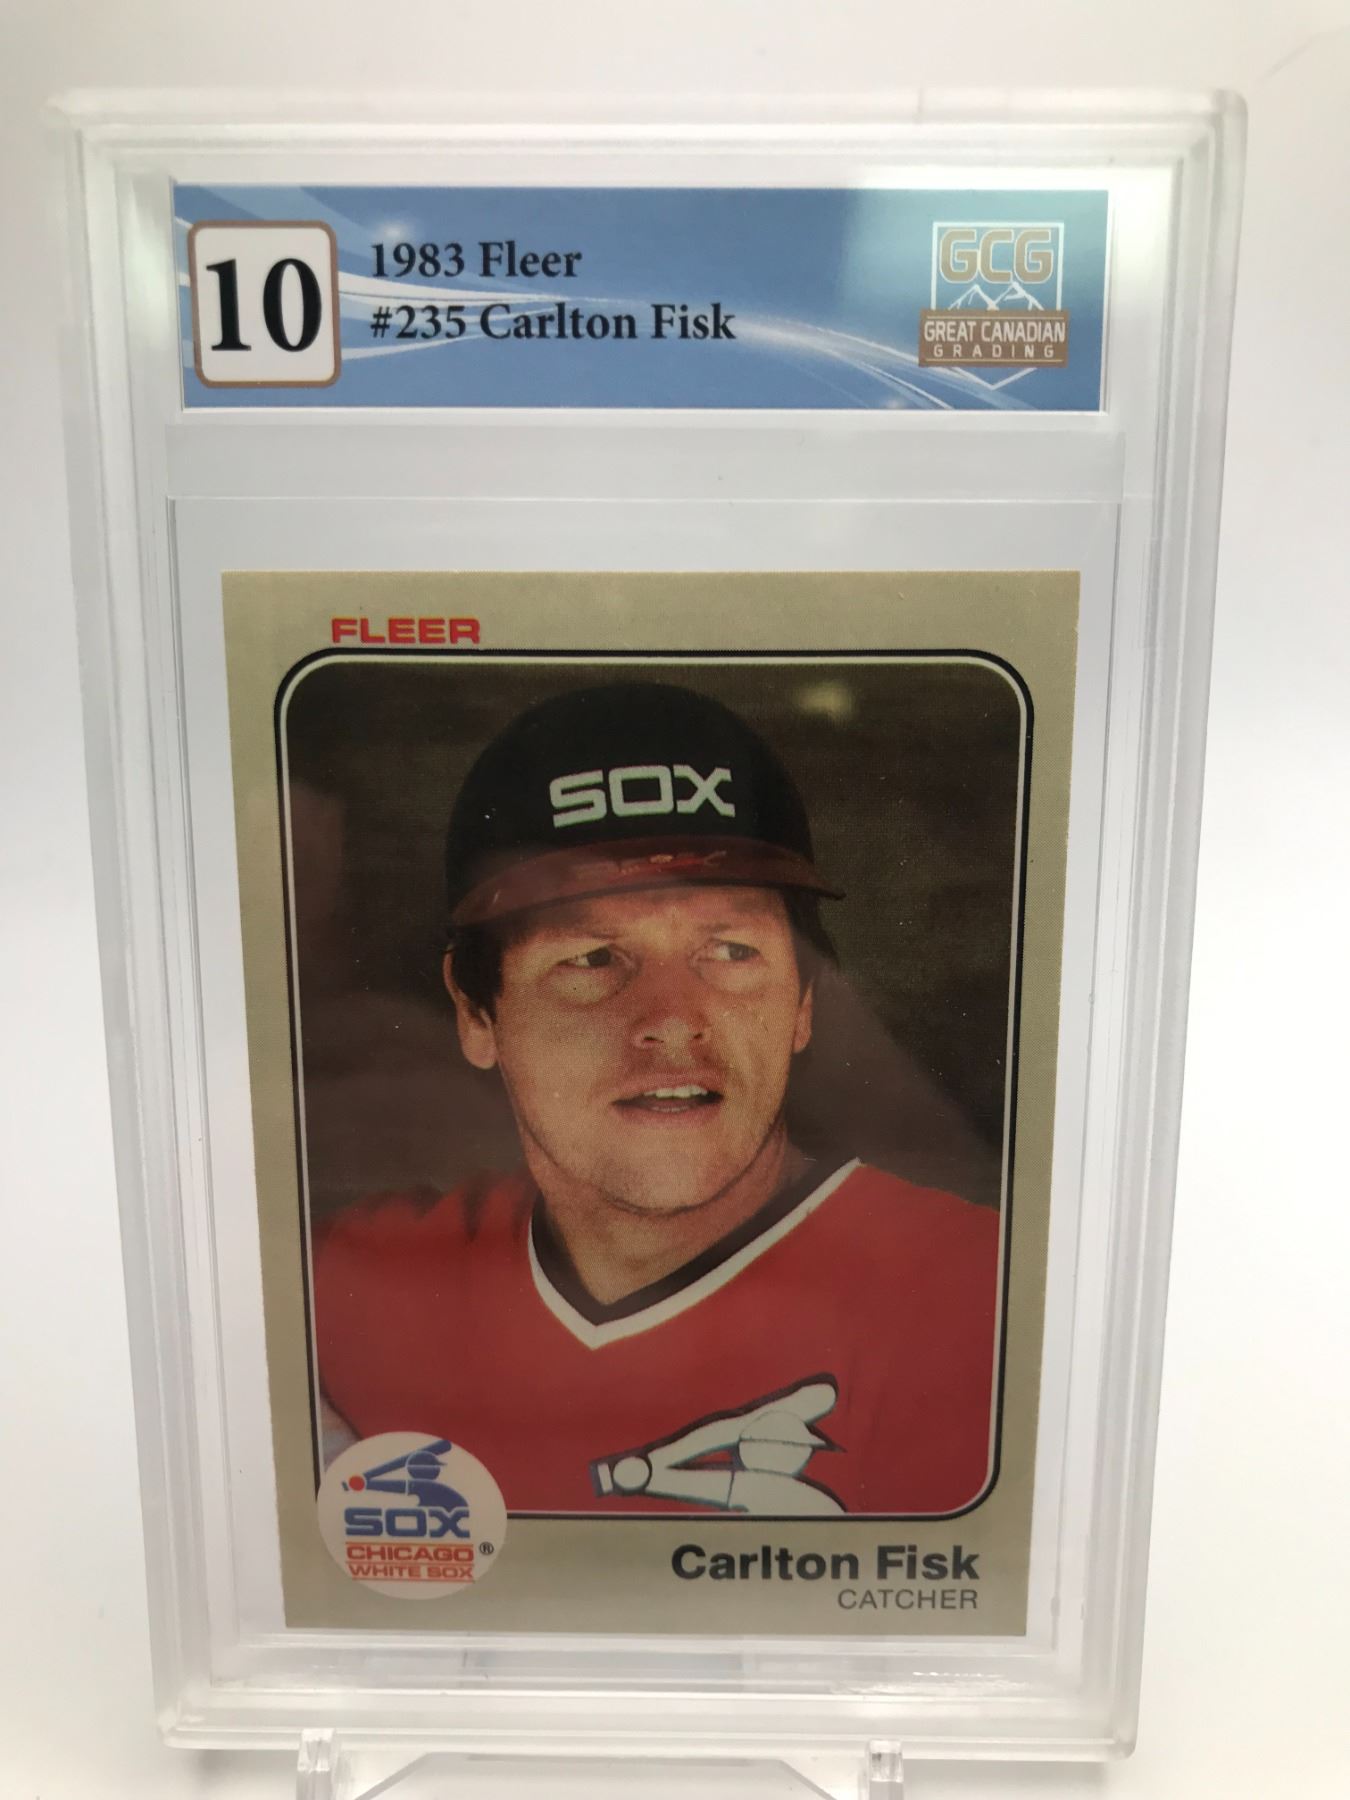 10
1983 Fleer
#235 Carlton Fisk
GCG
GREAT CANADIAN
GRADING
FLEER
SOX
SOX
CHICAGO ®
WHITE SOX
Carlton Fisk
CATCHER